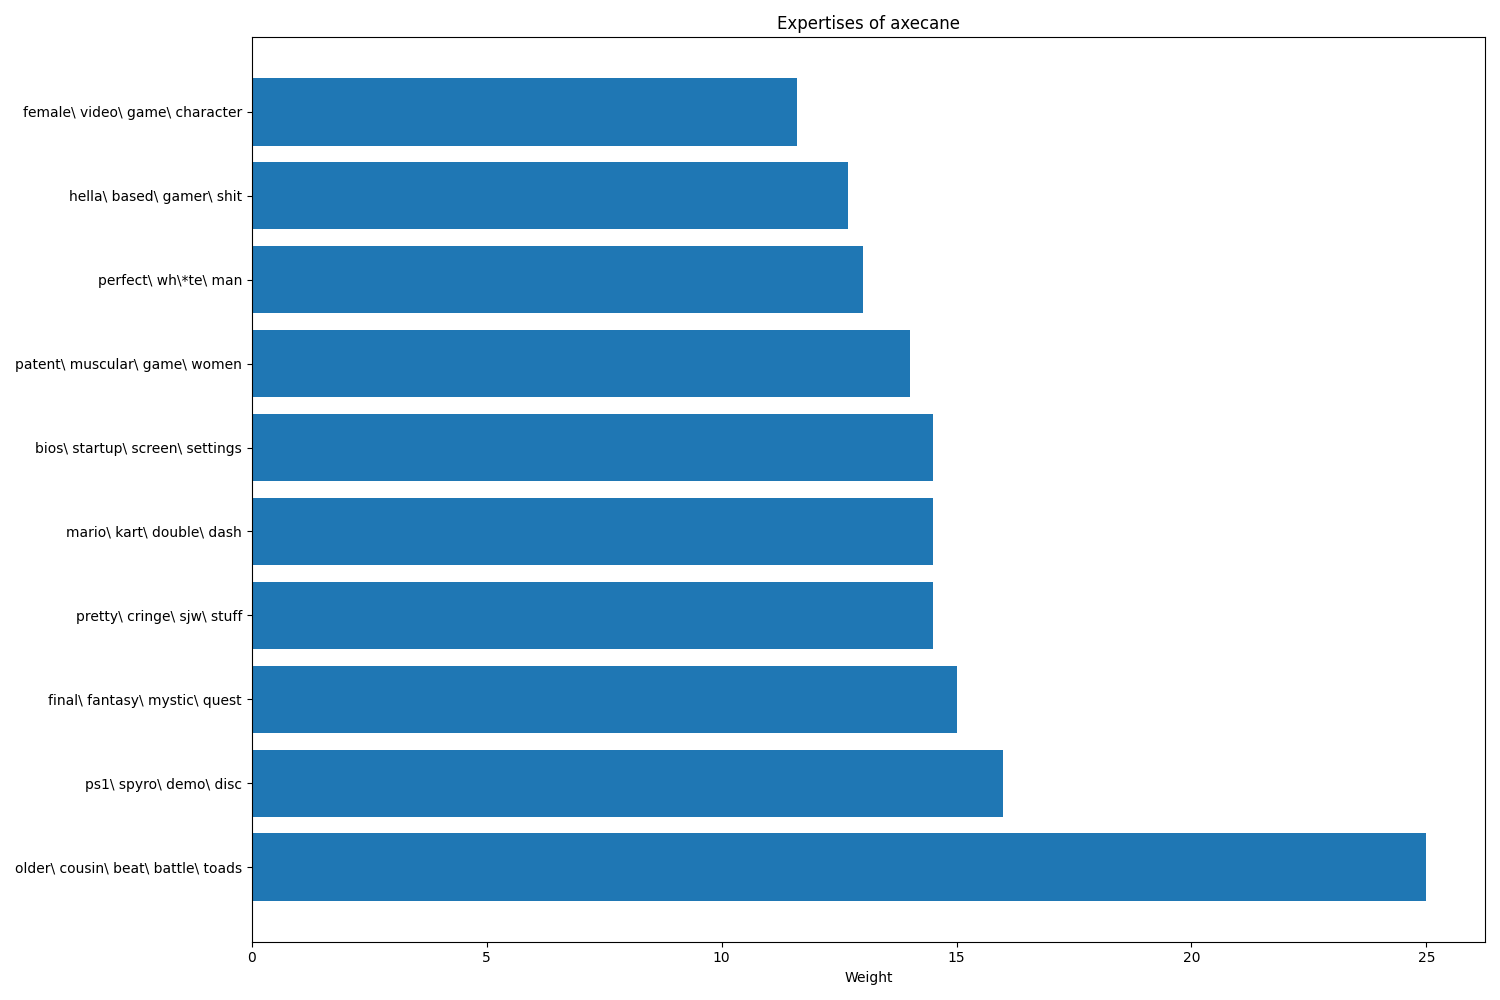 Expertises of axecane
female\ video\ game\ character
hella\ based\ gamer\ shit
perfect\ wh\*te\ man
patent\ muscular\ game\ women
bios\ startup\ screen\ settings
mario\ kart\ double\ dash
pretty\ cringe\ sjw\ stuff
final\ fantasy\ mystic\ quest
ps1\ spyro\ demo\ disc
older\ cousin\ beat\ battle\ toads
0 5 10 15 20 25
Weight